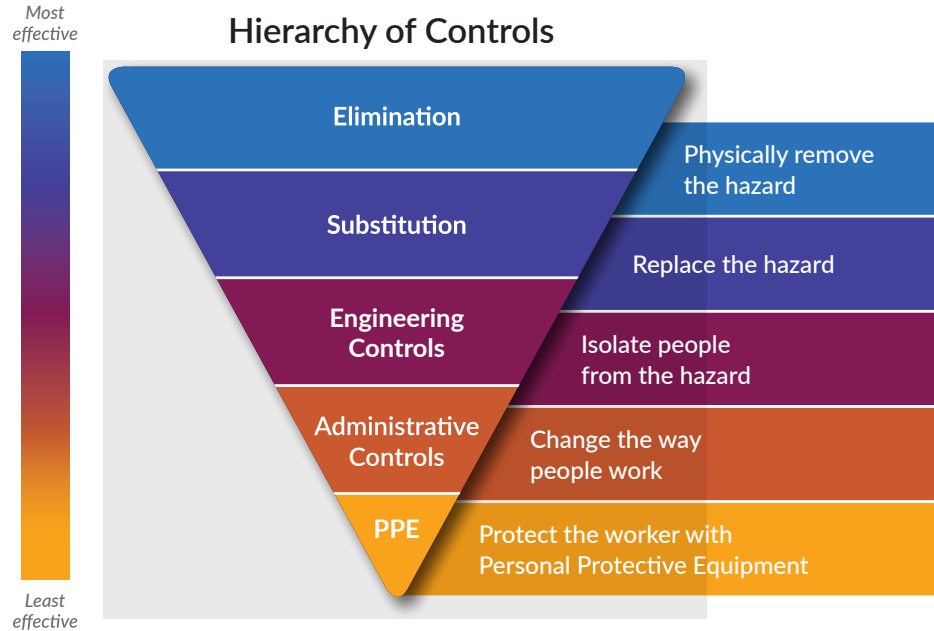 Most
effective
Hierarchy of Controls
Elimination
Physically remove
the hazard
Substitution
Replace the hazard
Engineering
Controls
Isolate people
from the hazard
Administrative
Controls
Change the way
people work
PPE
Protect the worker with
Personal Protective Equipment
Least
effective